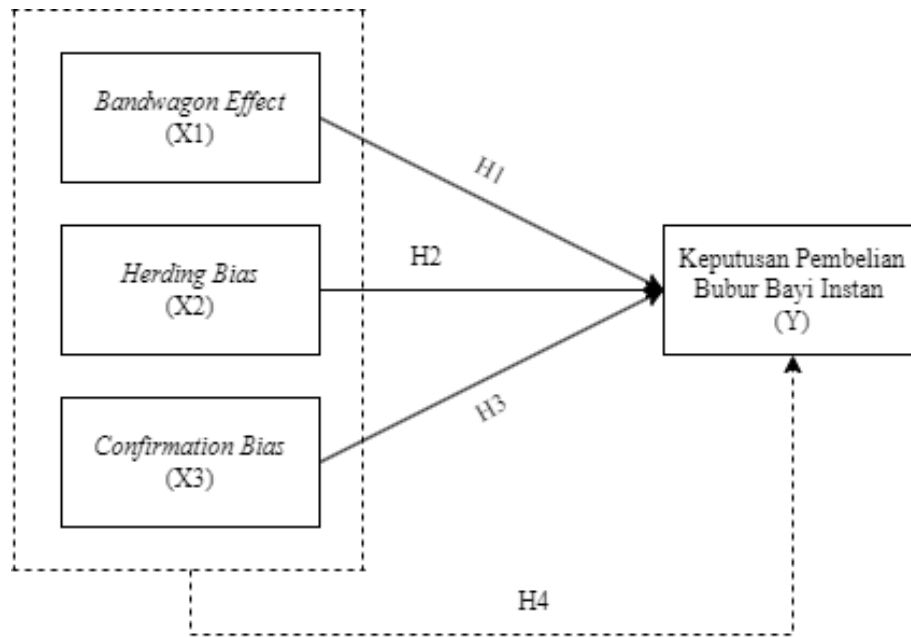 Bandwagon Effect
(X1)
H1
Herding Bias
(X2)
H2
Keputusan Pembelian
Bubur Bayi Instan
(Y)
Confirmation Bias
(X3)
H3
H4